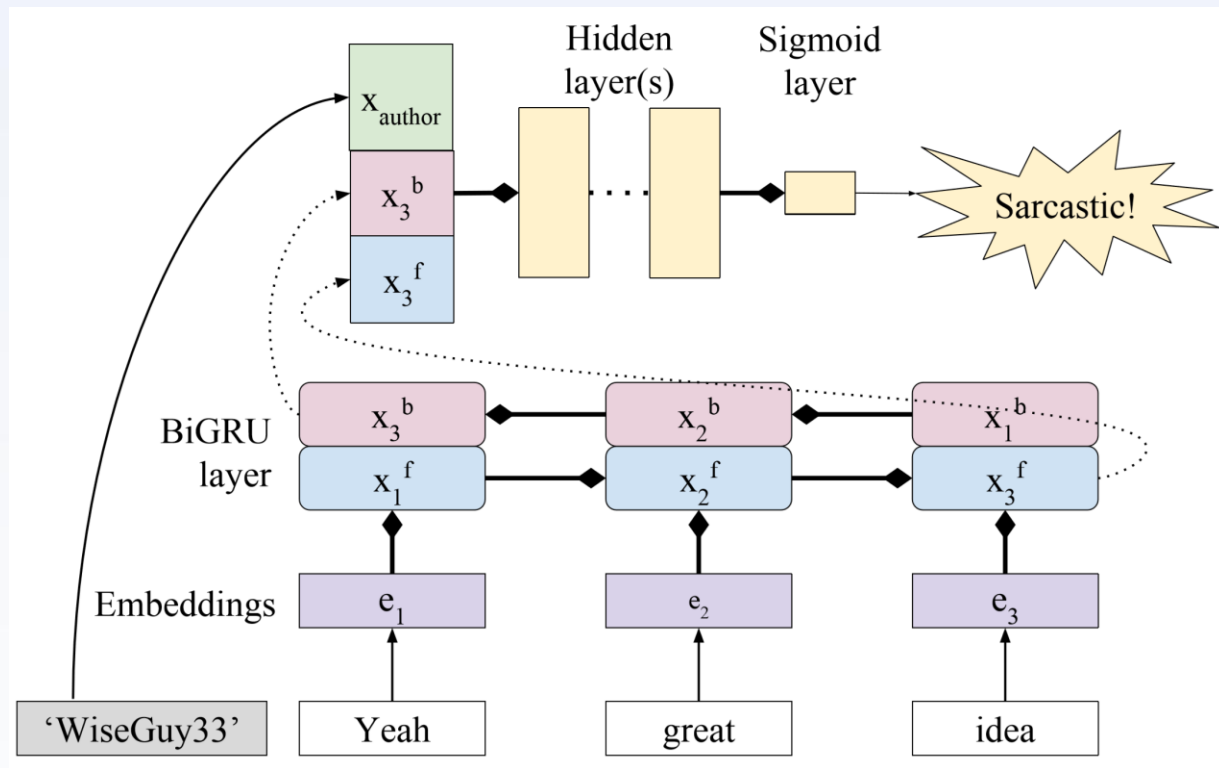 Hidden
layer(s)
Sigmoid
layer
x_author
x_3^b
x_3^f
Sarcastic!
BiGRU
layer
x_3^b
x_2^b
x_1^b
x_1^f
x_2^f
x_3^f
Embeddings
e_1
e_2
e_3
‘WiseGuy33’
Yeah
great
idea